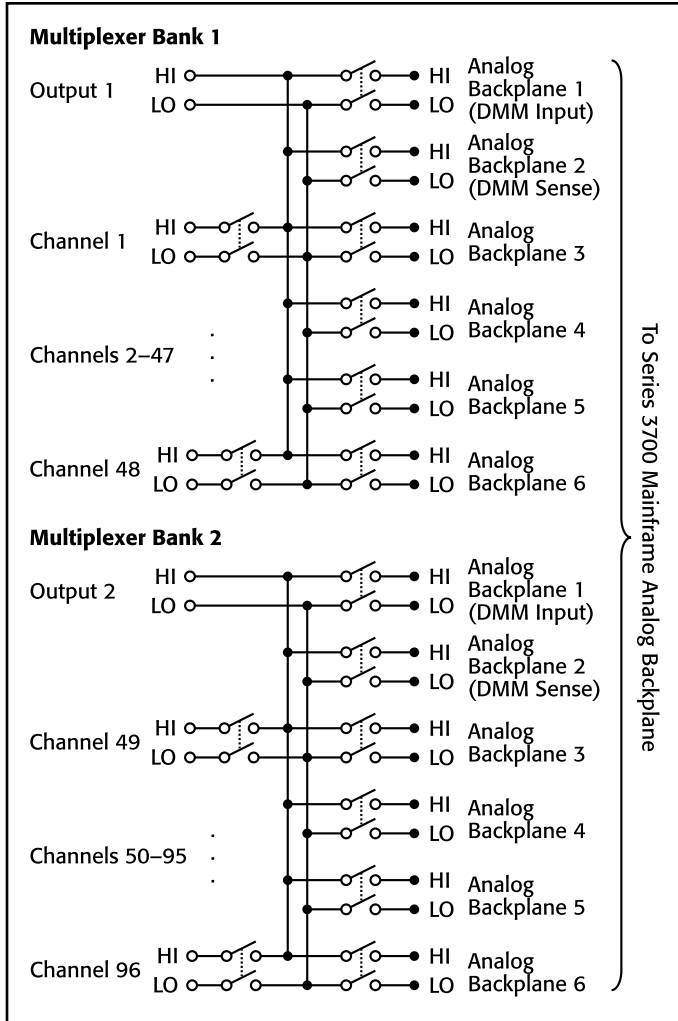 Multiplexer Bank 1
Output 1
HI
LO
HI
LO
Analog
Backplane 1
(DMM Input)
HI
LO
Analog
Backplane 2
(DMM Sense)
Channel 1
HI
LO
HI
LO
Analog
Backplane 3
HI
LO
Analog
Backplane 4
Channels 2–47
HI
LO
Analog
Backplane 5
Channel 48
HI
LO
HI
LO
Analog
Backplane 6
Multiplexer Bank 2
Output 2
HI
LO
HI
LO
Analog
Backplane 1
(DMM Input)
HI
LO
Analog
Backplane 2
(DMM Sense)
Channel 49
HI
LO
HI
LO
Analog
Backplane 3
HI
LO
Analog
Backplane 4
Channels 50–95
HI
LO
Analog
Backplane 5
Channel 96
HI
LO
HI
LO
Analog
Backplane 6
To Series 3700 Mainframe Analog Backplane